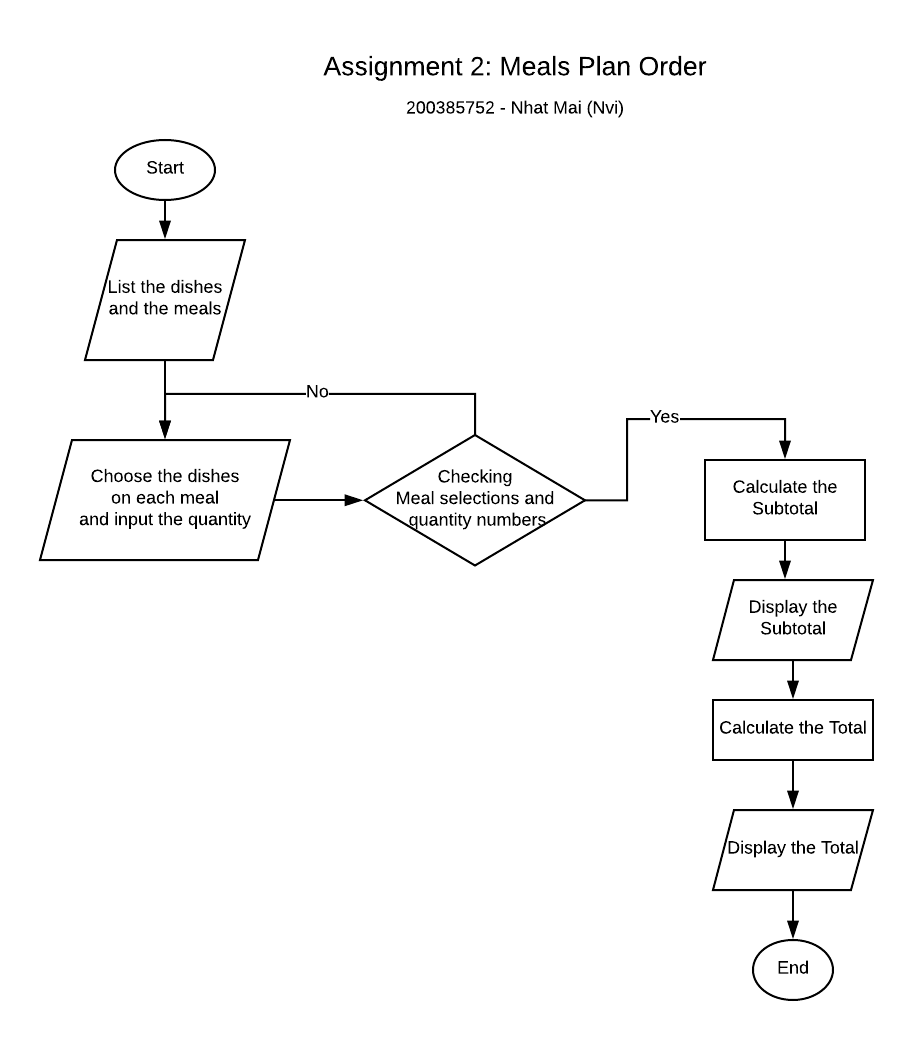 Assignment 2: Meals Plan Order
200385752 - Nhat Mai (Nvi)
Start
List the dishes
and the meals
No
Choose the dishes
on each meal
and input the quantity
Checking
Meal selections and
quantity numbers
Yes
Calculate the
Subtotal
Display the
Subtotal
Calculate the Total
Display the Total
End